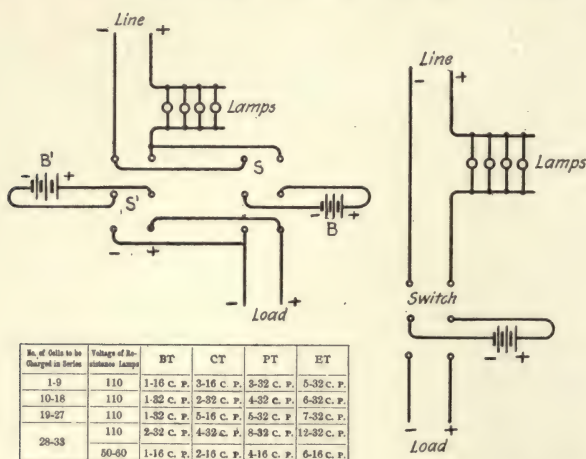 Line
- +
Lamps
B'
- +
S
S'
- +
B
- +
- +
Load
Line
- +
Lamps
Switch
- +
- +
Load
No. of Cells to be Charged in Series | Voltage of Resistance Lamps | BT | CT | PT | ET
1-9 | 110 | 1-16 C. P. | 3-16 C. P. | 3-32 C. P. | 5-32 C. P.
10-18 | 110 | 1-32 C. P. | 2-32 C. P. | 4-32 C. P. | 6-32 C. P.
19-27 | 110 | 1-32 C. P. | 5-16 C. P. | 5-32 C. P. | 7-32 C. P.
28-33 | 110 | 2-32 C. P. | 4-32 C. P. | 8-32 C. P. | 12-32 C. P.
50-60 | 1-16 C. P. | 2-16 C. P. | 4-16 C. P. | 6-16 C. P.